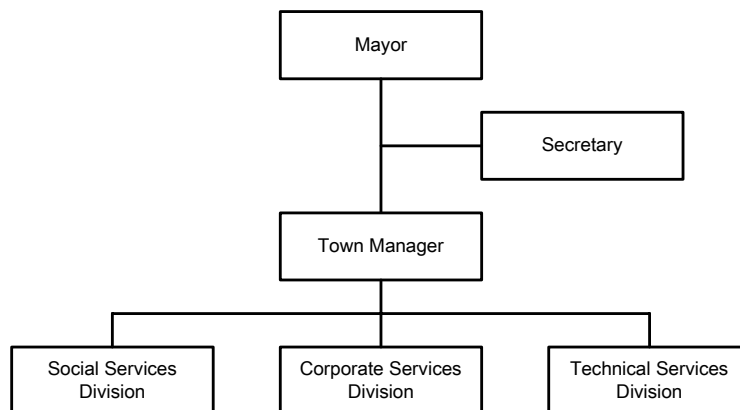 Mayor
Secretary
Town Manager
Social Services
Division
Corporate Services
Division
Technical Services
Division